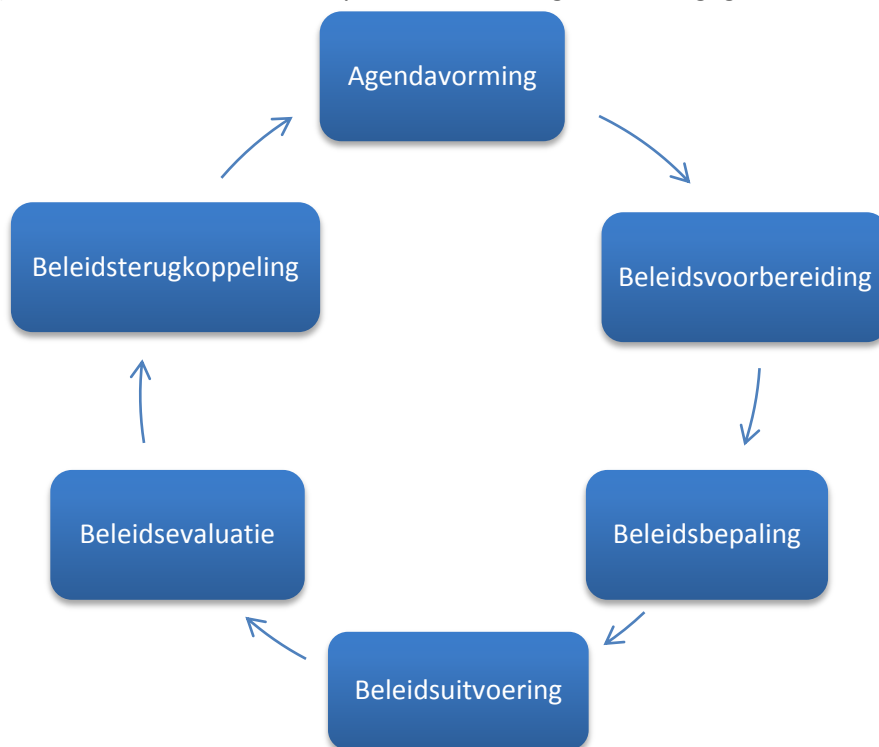 Agendavorming
Beleidsvoorbereiding
Beleidsbepaling
Beleidsuitvoering
Beleidsevaluatie
Beleidsterugkoppeling